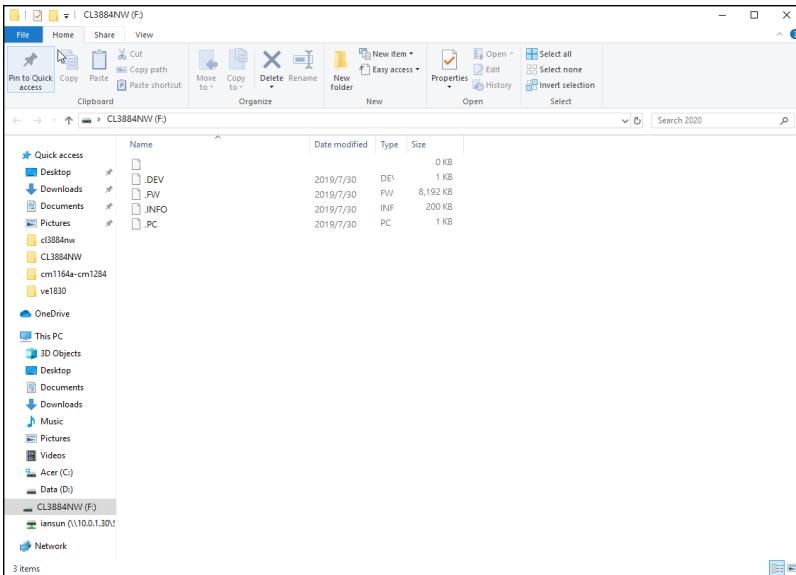 CL3884NW (F:)
File Home Share View
Pin to Quick access
Copy
Paste
Cut
Copy path
Paste shortcut
Move to
Copy to
Delete
Rename
New folder
New item
Easy access
Properties
Open
Edit
History
Select all
Select none
Invert selection
Clipboard Organize New Open Select
CL3884NW (F:)
Search 2020
Name Date modified Type Size
0 KB
.DEV 2019/7/30 DEV 1 KB
.FW 2019/7/30 FW 8,192 KB
.INFO 2019/7/30 INF 200 KB
.PC 2019/7/30 PC 1 KB
Quick access
Desktop
Downloads
Documents
Pictures
cl3884nw
CL3884NW
cm1164a-cm1284
ve1830
OneDrive
This PC
3D Objects
Desktop
Documents
Downloads
Music
Pictures
Videos
Acer (C:)
Data (D:)
CL3884NW (F:)
iansun (\\10.0.1.30\S
Network
3 items